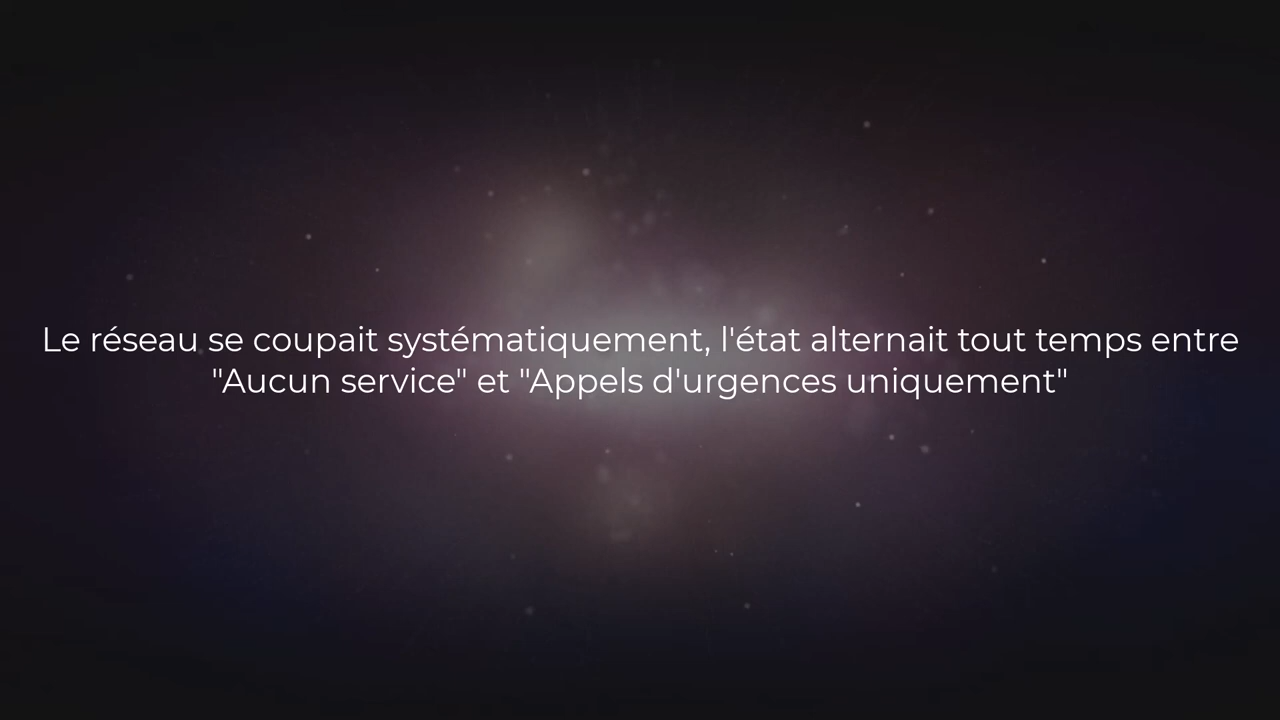 Le réseau se coupait systématiquement, l'état alternait tout temps entre
"Aucun service" et "Appels d'urgences uniquement"